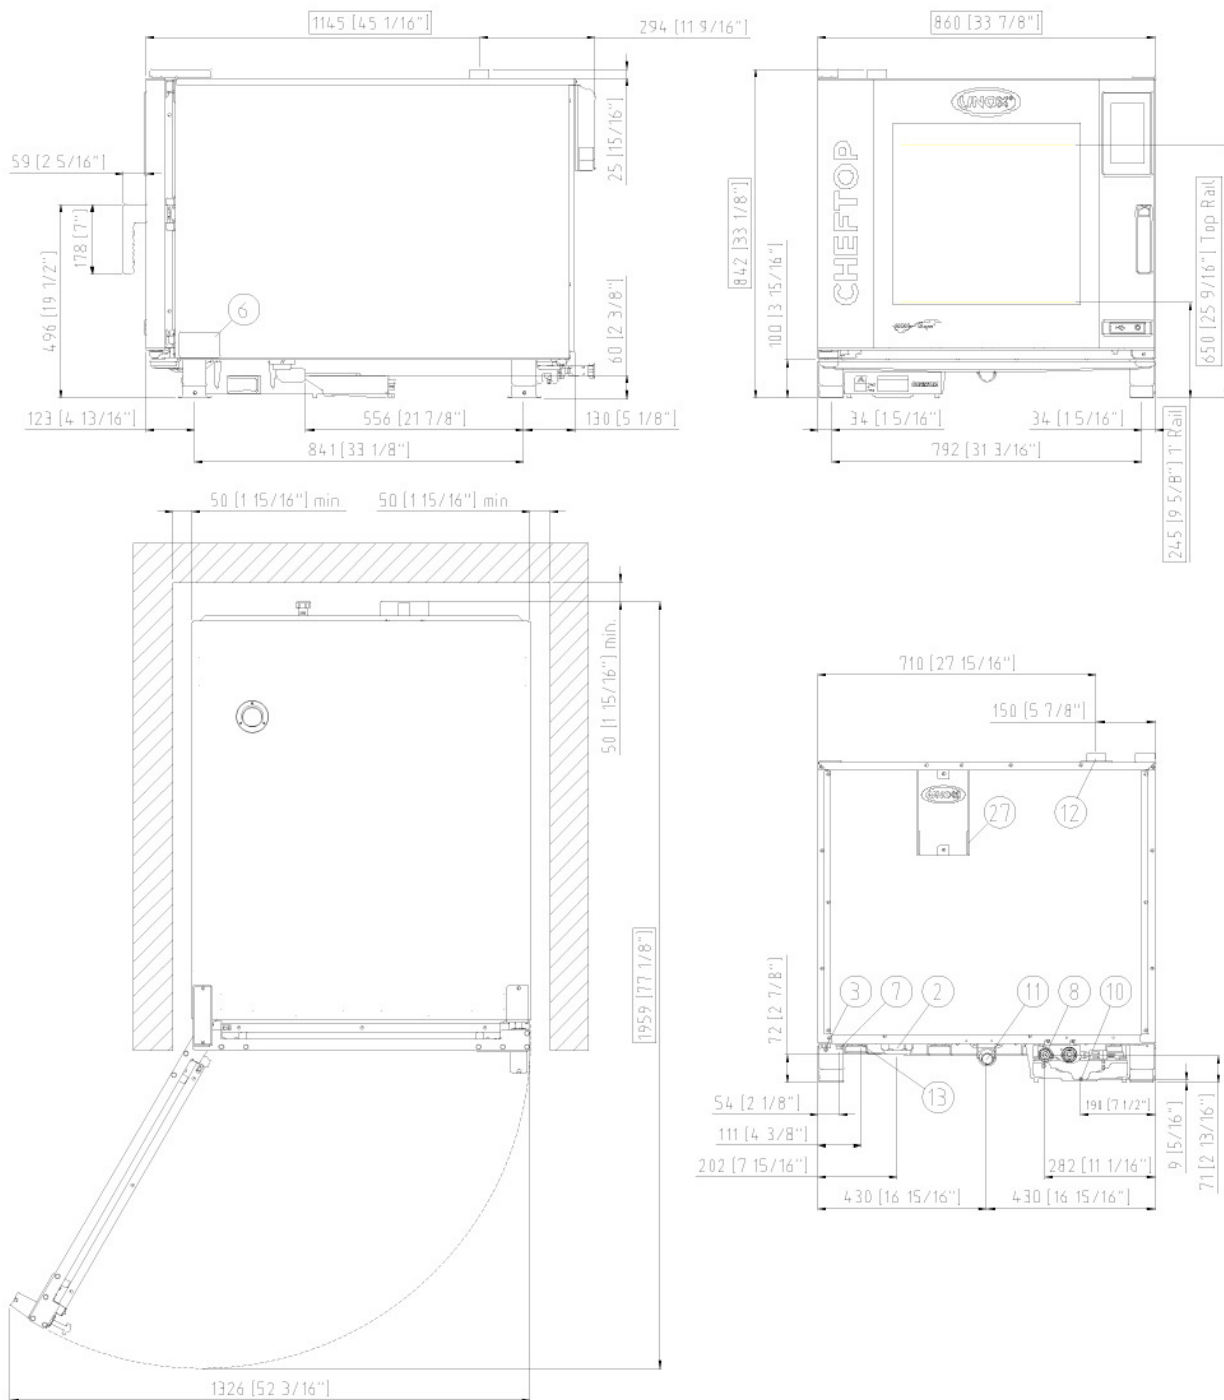 1145 [45 1/16"]
294 [11 9/16"]
25 [15/16"]
59 [2 5/16"]
178 [7"]
496 [19 1/2"]
6
60 [2 3/8"]
123 [4 13/16"]
556 [21 7/8"]
130 [5 1/8"]
841 [33 1/8"]
860 [33 7/8"]
UNOX
CHEFTOP
842 [33 1/8"]
100 [3 15/16"]
650 [25 9/16"] Top Rail
34 [1 5/16"]
34 [1 5/16"]
792 [31 3/16"]
245 [9 5/8"] 1' Rail
50 [1 15/16"] min
50 [1 15/16"] min
50 [1 15/16"] min.
1959 [77 1/8"]
1326 [52 3/16"]
710 [27 15/16"]
150 [5 7/8"]
UNOX
27
12
3
7
2
11
8
10
13
72 [2 7/8"]
54 [2 1/8"]
111 [4 3/8"]
202 [7 15/16"]
430 [16 15/16"]
430 [16 15/16"]
282 [11 1/16"]
[7 1/2"]
9 [5/16"]
71 [2 13/16"]